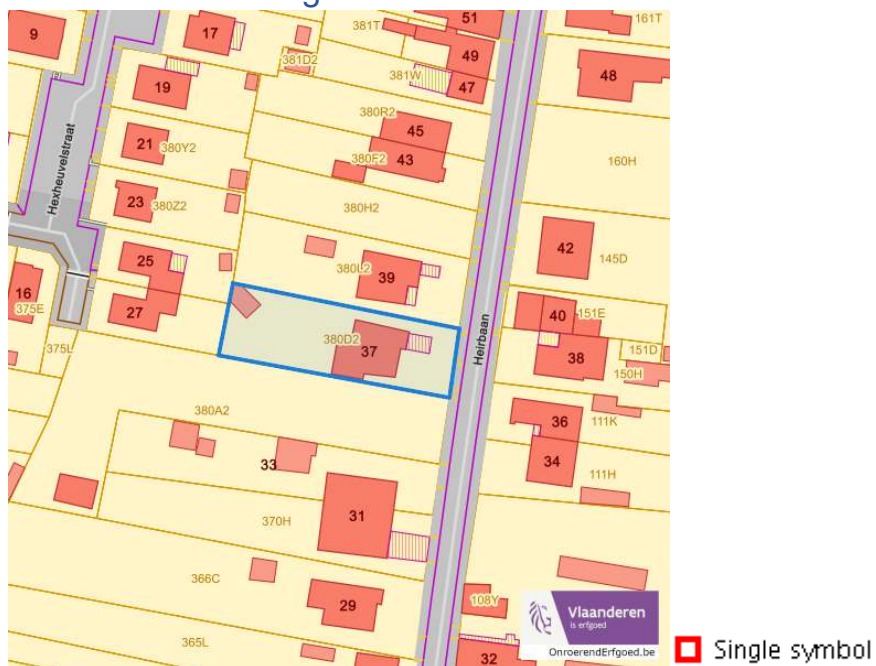 51
161T
9
17
381T
49
381D2
48
381W
47
19
380R2
45
21
380Y2
380F2
43
160H
Hexheuvelstraat
23
380Z2
380H2
42
145D
25
380L2
39
16
375E
27
40
151E
380D2
37
Heirbaan
38
151D
375L
150H
380A2
36
111K
33
34
111H
31
370H
366C
29
108Y
365L
32
Vlaanderen
is erfgoed
OnroerendErfgoed.be
Single symbol